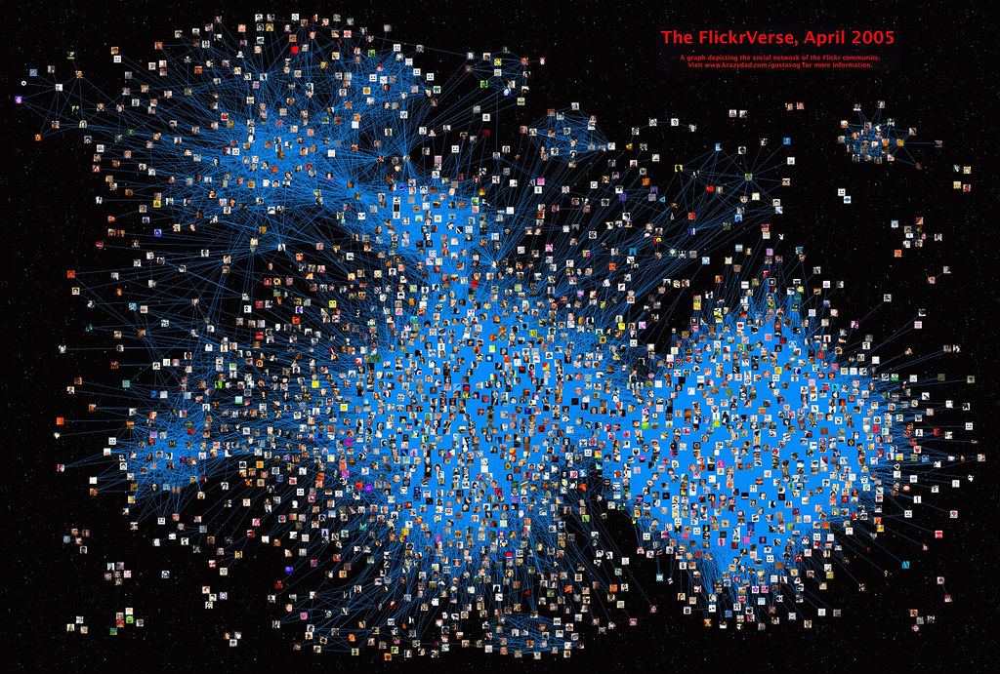 The FlickrVerse, April 2005
A graph depicting the social network of the Flickr community.
Visit www.krazydad.com/gustavog for more information.